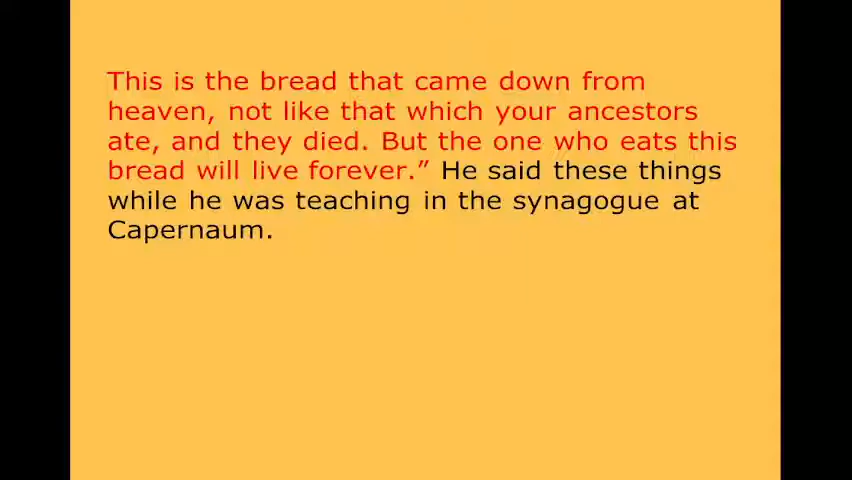 This is the bread that came down from
heaven, not like that which your ancestors
ate, and they died. But the one who eats this
bread will live forever.” He said these things
while he was teaching in the synagogue at
Capernaum.